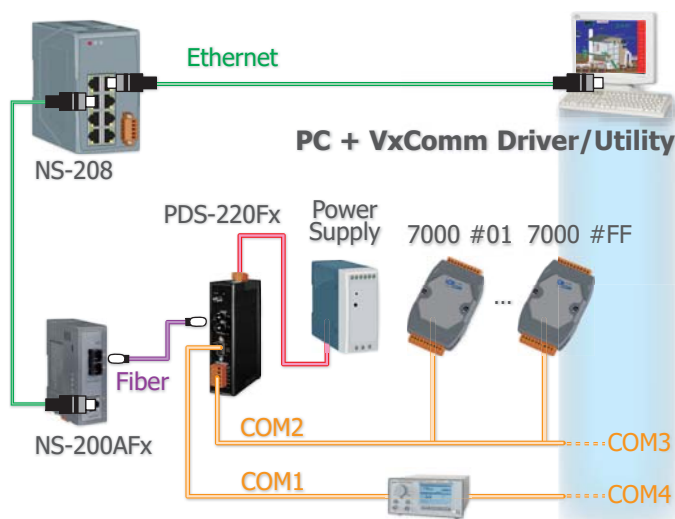 Ethernet
NS-208
PC + VxComm Driver/Utility
PDS-220Fx
Power
Supply
7000 #01
7000 #FF
...
Fiber
NS-200AFx
COM2
COM3
COM1
COM4